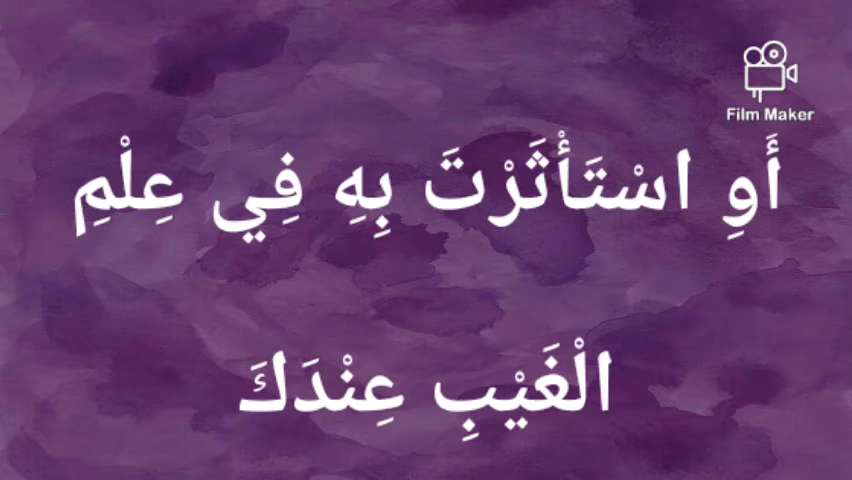 Film Maker
أَوِ اسْتَأْثَرْتَ بِهِ فِي عِلْمِ
الْغَيْبِ عِنْدَكَ